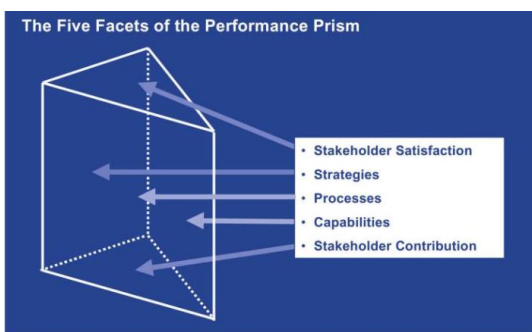 The Five Facets of the Performance Prism
• Stakeholder Satisfaction
• Strategies
• Processes
• Capabilities
• Stakeholder Contribution